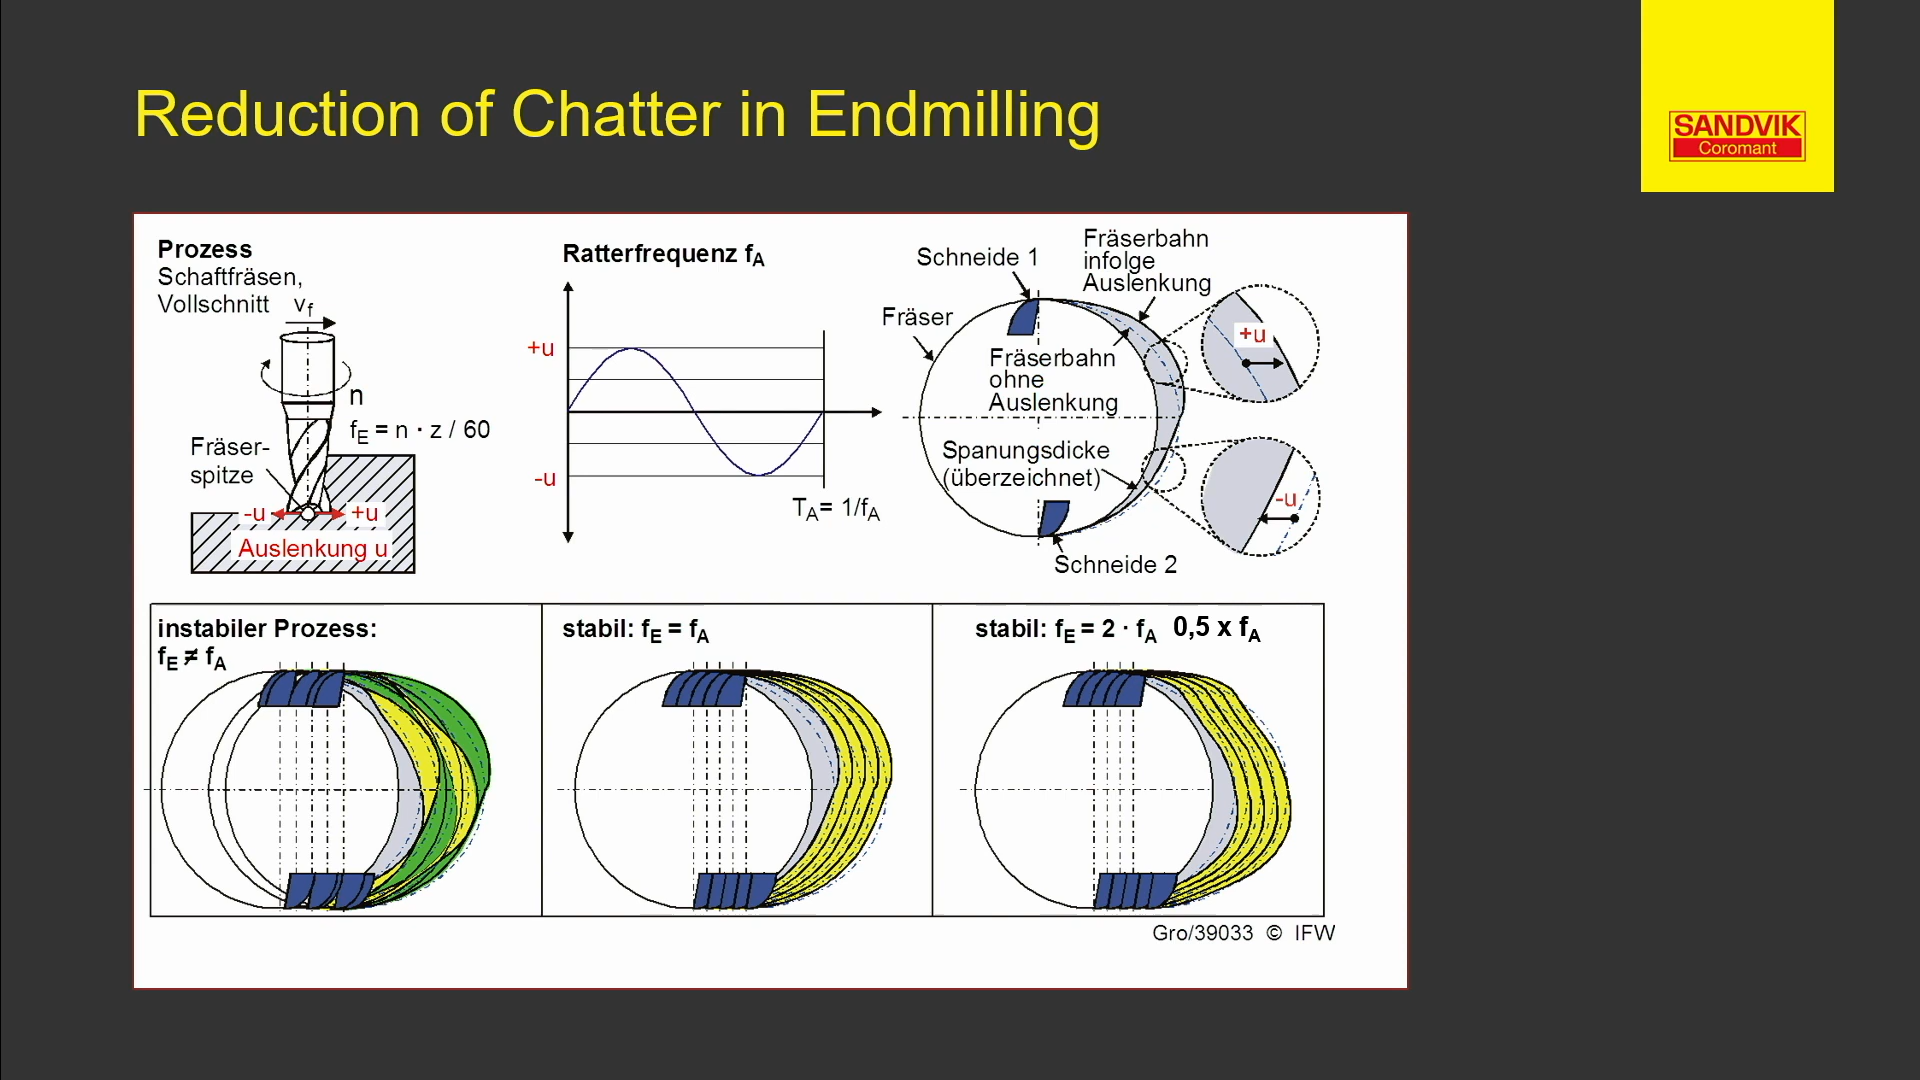 Reduction of Chatter in Endmilling
SANDVIK
Coromant
Prozess
Schaftfräsen,
Vollschnitt
vf
n
fE = n · z / 60
Fräser-
spitze
-u
+u
Auslenkung u
Ratterfrequenz fA
+u
-u
TA= 1/fA
Schneide 1
Fräserbahn
infolge
Auslenkung
Fräser
+u
Fräserbahn
ohne
Auslenkung
Spanungsdicke
(überzeichnet)
-u
Schneide 2
instabiler Prozess:
fE ≠ fA
stabil: fE = fA
stabil: fE = 2 · fA 0,5 x fA
Gro/39033 © IFW